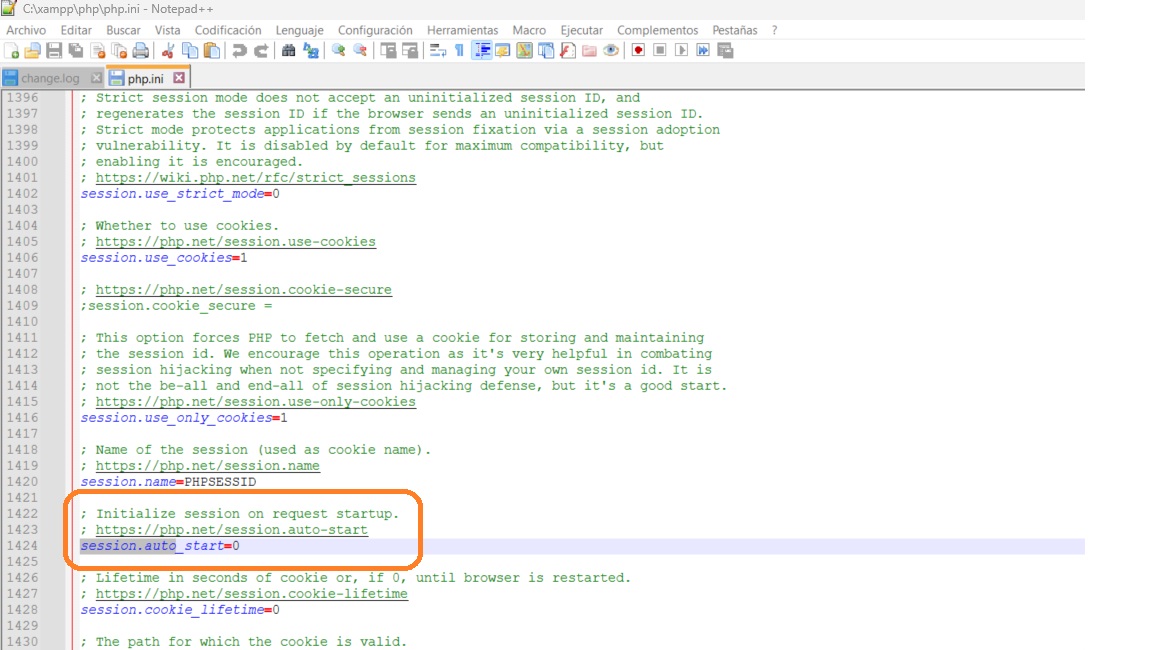 C:\xampp\php\php.ini - Notepad++
Archivo Editar Buscar Vista Codificación Lenguaje Configuración Herramientas Macro Ejecutar Complementos Pestañas ?
change.log php.ini
1396 ; Strict session mode does not accept an uninitialized session ID, and
1397 ; regenerates the session ID if the browser sends an uninitialized session ID.
1398 ; Strict mode protects applications from session fixation via a session adoption
1399 ; vulnerability. It is disabled by default for maximum compatibility, but
1400 ; enabling it is encouraged.
1401 ; https://wiki.php.net/rfc/strict_sessions
1402 session.use_strict_mode=0
1403
1404 ; Whether to use cookies.
1405 ; https://php.net/session.use-cookies
1406 session.use_cookies=1
1407
1408 ; https://php.net/session.cookie-secure
1409 ;session.cookie_secure =
1410
1411 ; This option forces PHP to fetch and use a cookie for storing and maintaining
1412 ; the session id. We encourage this operation as it's very helpful in combating
1413 ; session hijacking when not specifying and managing your own session id. It is
1414 ; not the be-all and end-all of session hijacking defense, but it's a good start.
1415 ; https://php.net/session.use-only-cookies
1416 session.use_only_cookies=1
1417
1418 ; Name of the session (used as cookie name).
1419 ; https://php.net/session.name
1420 session.name=PHPSESSID
1421
1422 ; Initialize session on request startup.
1423 ; https://php.net/session.auto-start
1424 session.auto_start=0
1425
1426 ; Lifetime in seconds of cookie or, if 0, until browser is restarted.
1427 ; https://php.net/session.cookie-lifetime
1428 session.cookie_lifetime=0
1429
1430 ; The path for which the cookie is valid.